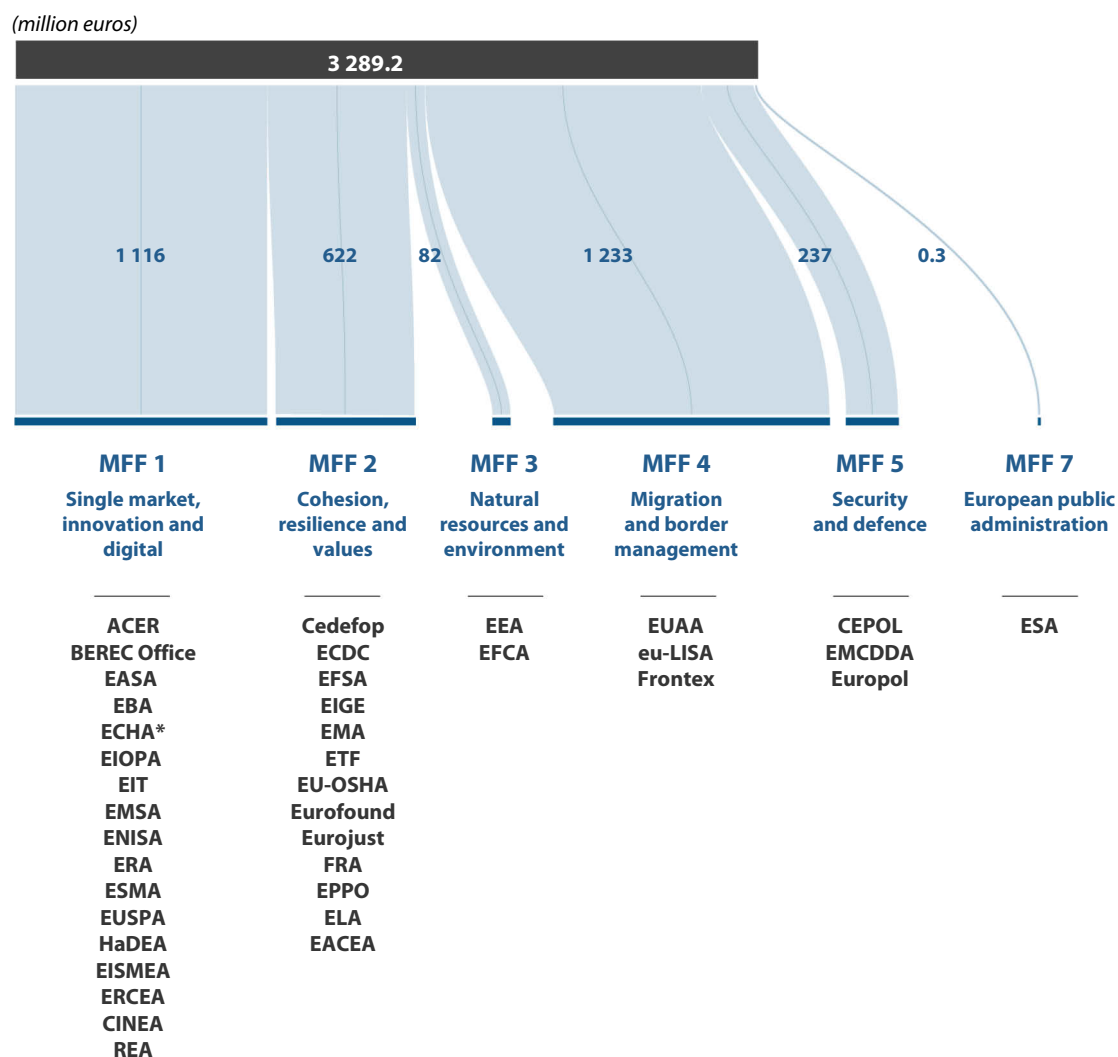 (million euros)
3 289.2
1 116
622
82
1 233
237
0.3
MFF 1
Single market,
innovation and
digital
MFF 2
Cohesion,
resilience and
values
MFF 3
Natural
resources and
environment
MFF 4
Migration
and border
management
MFF 5
Security
and defence
MFF 7
European public
administration
ACER
BEREC Office
EASA
EBA
ECHA*
EIOPA
EIT
EMSA
ENISA
ERA
ESMA
EUSPA
HaDEA
EISMEA
ERCEA
CINEA
REA
Cedefop
ECDC
EFSA
EIGE
EMA
ETF
EU-OSHA
Eurofound
Eurojust
FRA
EPPO
ELA
EACEA
EEA
EFCA
EUAA
eu-LISA
Frontex
CEPOL
EMCDDA
Europol
ESA